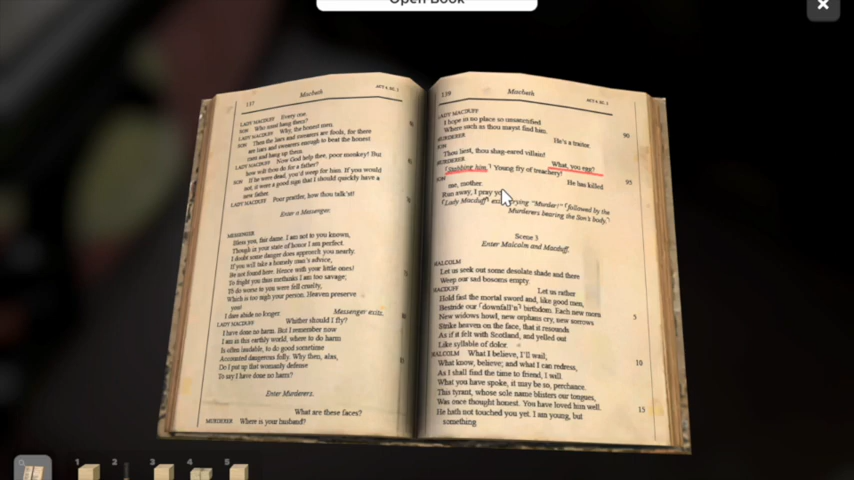 Open Book
137 Macbeth ACT 4. SC. 2
LADY MACDUFF Every one.
SON Who must hang them?
LADY MACDUFF Why, the honest men.
SON Then the liars and swearers are fools, for there
are liars and swearers enough to beat the honest
men and hang up them.
LADY MACDUFF Now God help thee, poor monkey! But
how wilt thou do for a father?
SON If he were dead, you'd weep for him. If you would
not, it were a good sign that I should quickly have a
new father.
LADY MACDUFF Poor prattler, how thou talk'st!
Enter a Messenger.
MESSENGER
Bless you, fair dame. I am not to you known,
Though in your state of honor I am perfect.
I doubt some danger does approach you nearly.
If you will take a homely man's advice,
Be not found here. Hence with your little ones!
To fright you thus methinks I am too savage;
To do worse to you were fell cruelty,
Which is too nigh your person. Heaven preserve
you!
I dare abide no longer. Messenger exits.
LADY MACDUFF Whither should I fly?
I have done no harm. But I remember now
I am in this earthly world, where to do harm
Is often laudable, to do good sometime
Accounted dangerous folly. Why then, alas,
Do I put up that womanly defense
To say I have done no harm?
Enter Murderers.
What are these faces?
MURDERER Where is your husband?
139 Macbeth ACT 4. SC. 3
LADY MACDUFF
I hope in no place so unsanctified
Where such as thou mayst find him.
MURDERER He's a traitor. 90
SON
Thou liest, thou shag-eared villain!
MURDERER What, you egg?
⌜Stabbing him.⌝ Young fry of treachery!
SON He has killed 95
me, mother.
Run away, I pray
⌜Lady Macduff⌝ crying "Murder!" ⌜followed by the
Murderers bearing the Son's body.⌝
Scene 3
Enter Malcolm and Macduff.
MALCOLM
Let us seek out some desolate shade and there
Weep our sad bosoms empty.
MACDUFF Let us rather
Hold fast the mortal sword and, like good men,
Bestride our ⌜downfall'n⌝ birthdom. Each new morn
New widows howl, new orphans cry, new sorrows 5
Strike heaven on the face, that it resounds
As if it felt with Scotland, and yelled out
Like syllable of dolor.
MALCOLM What I believe, I'll wail;
What know, believe; and what I can redress, 10
As I shall find the time to friend, I will.
What you have spoke, it may be so, perchance.
This tyrant, whose sole name blisters our tongues,
Was once thought honest. You have loved him well.
He hath not touched you yet. I am young, but 15
something
1 2 3 4 5